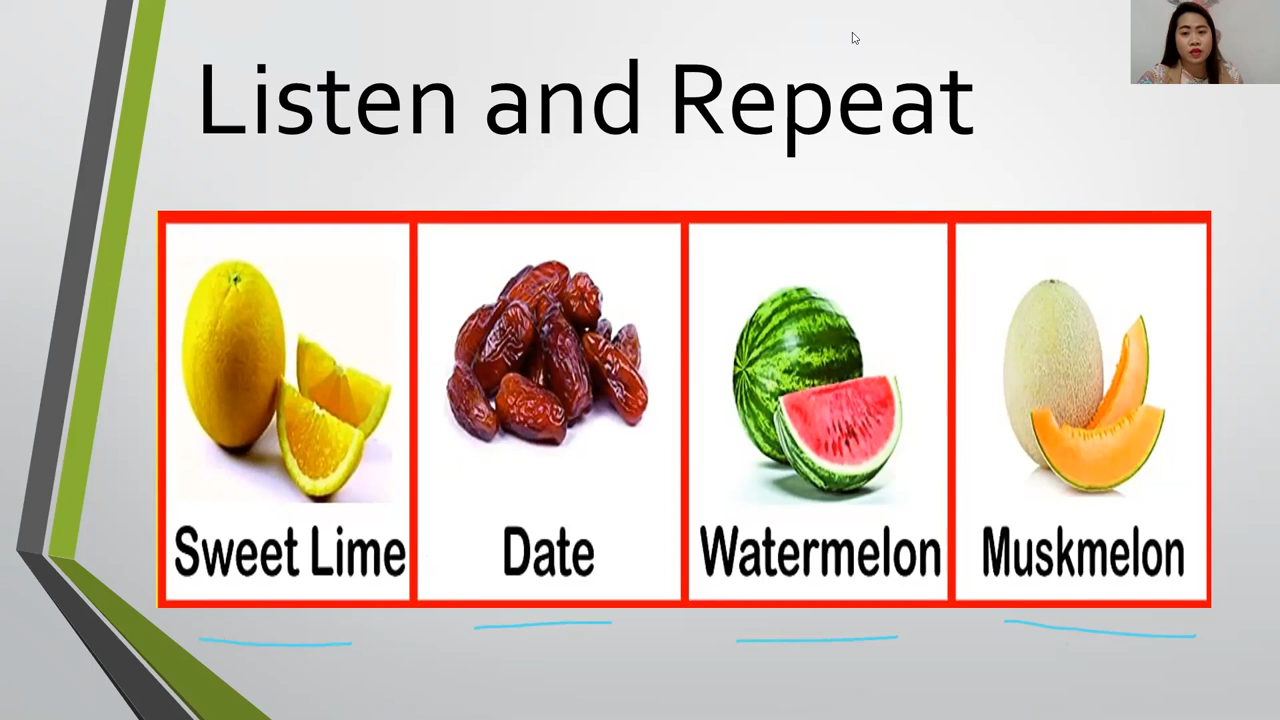 Listen and Repeat
Sweet Lime
Date
Watermelon
Muskmelon